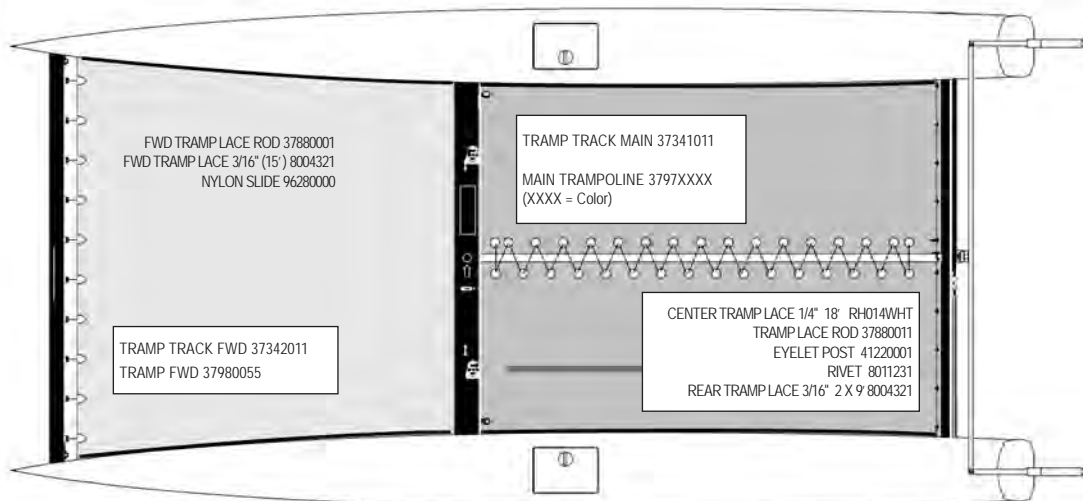 FWD TRAMP LACE ROD 37880001
FWD TRAMP LACE 3/16" (15') 8004321
NYLON SLIDE 96280000
TRAMP TRACK FWD 37342011
TRAMP FWD 37980055
TRAMP TRACK MAIN 37341011
MAIN TRAMPOLINE 3797XXXX
(XXXX = Color)
CENTER TRAMP LACE 1/4" 18' RH014WHT
TRAMP LACE ROD 37880011
EYELET POST 41220001
RIVET 8011231
REAR TRAMP LACE 3/16" 2 X 9' 8004321